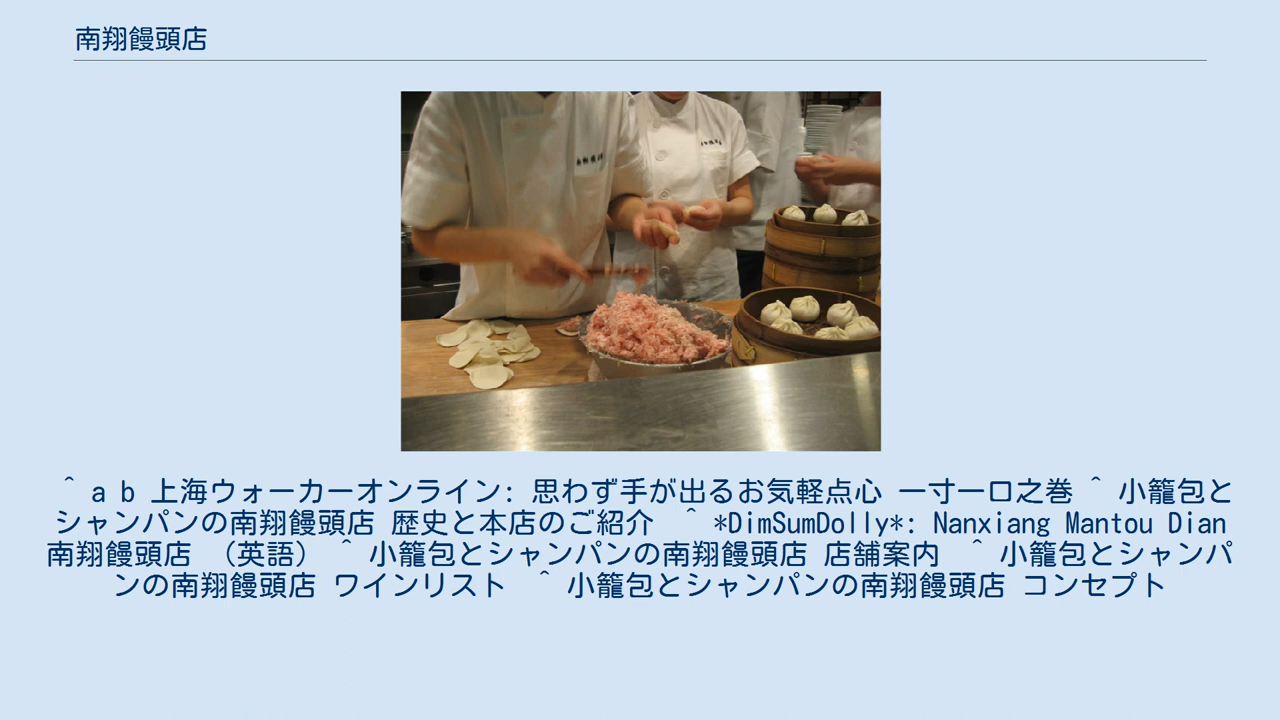 南翔饅頭店
＾ a b 上海ウォーカーオンライン: 思わず手が出るお気軽点心 一寸一口之巻 ＾ 小籠包と
シャンパンの南翔饅頭店 歴史と本店のご紹介 ＾ *DimSumDolly*: Nanxiang Mantou Dian
南翔饅頭店 （英語） ＾ 小籠包とシャンパンの南翔饅頭店 店舗案内 ＾ 小籠包とシャンパ
ンの南翔饅頭店 ワインリスト ＾ 小籠包とシャンパンの南翔饅頭店 コンセプト